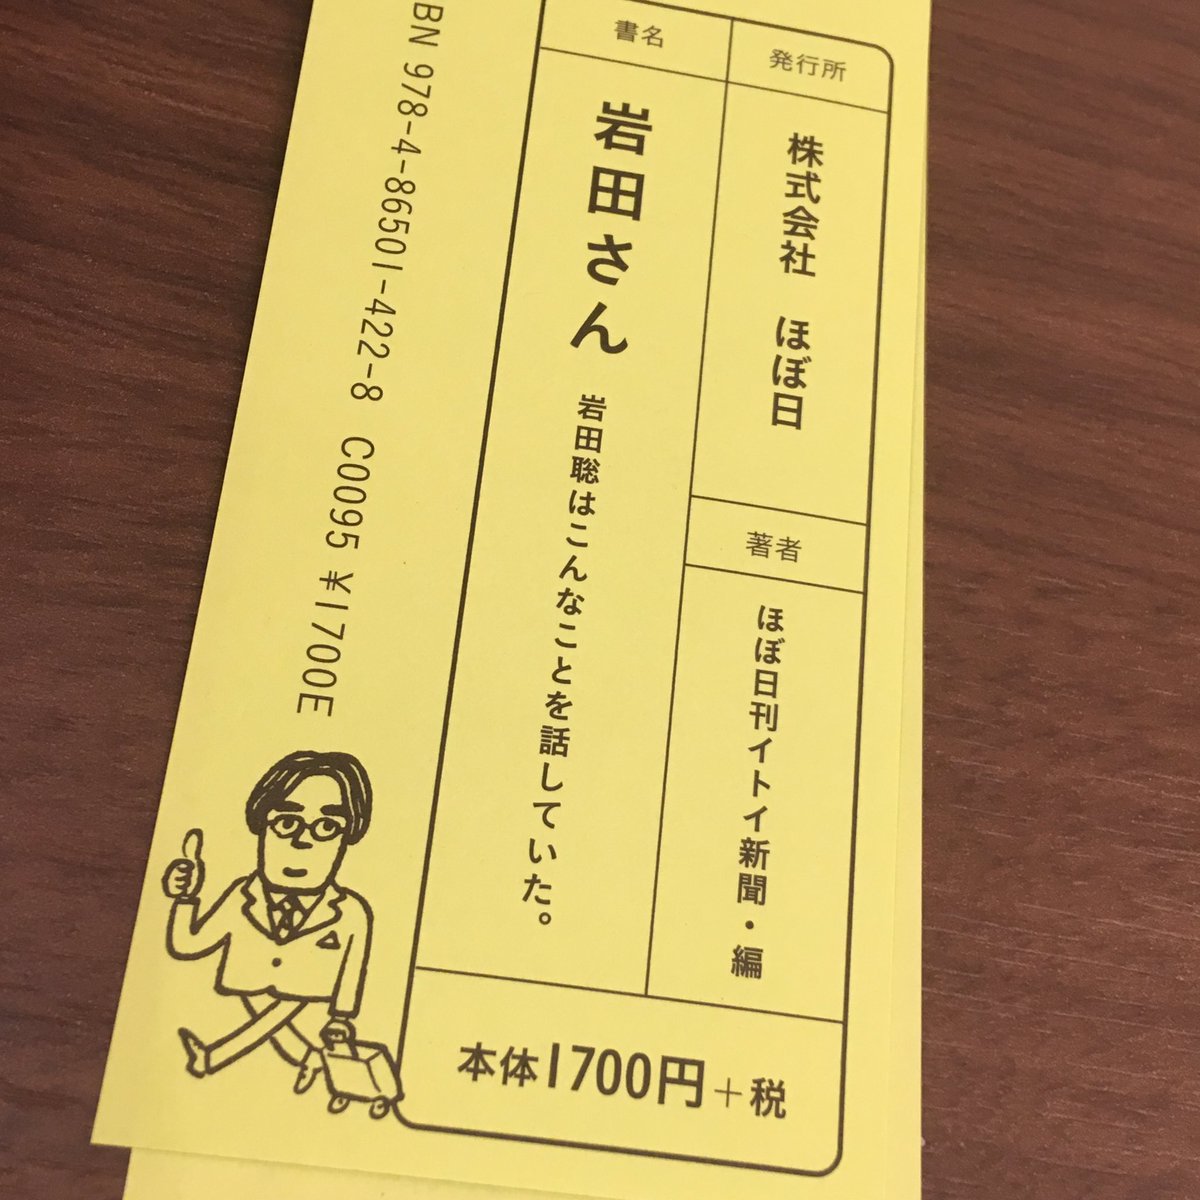 発行所
株式会社 ほぼ日
著者
ほぼ日刊イトイ新聞・編
書名
岩田さん
岩田聡はこんなことを話していた。
本体1700円+税
BN 978-4-86501-422-8 C0095 ¥1700E